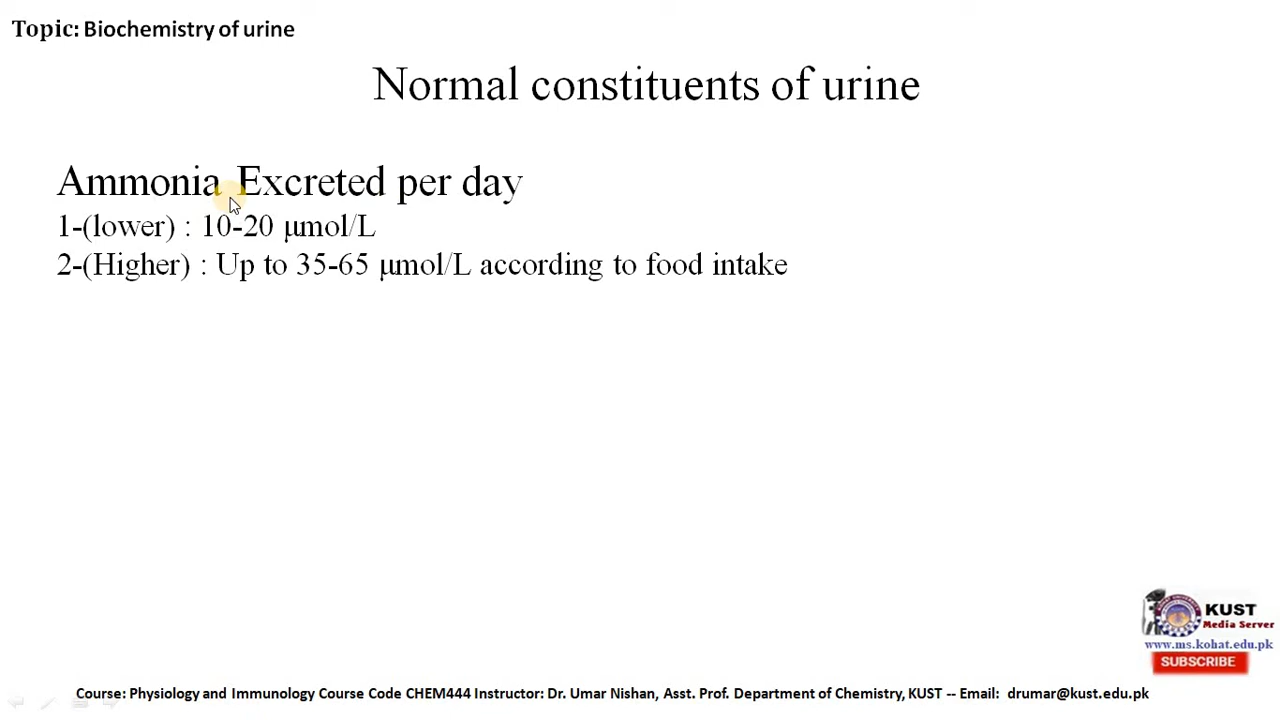 Topic: Biochemistry of urine
Normal constituents of urine
Ammonia Excreted per day
1-(lower) : 10-20 μmol/L
2-(Higher) : Up to 35-65 μmol/L according to food intake
KUST
Media Server
www.ms.kohat.edu.pk
SUBSCRIBE
Course: Physiology and Immunology Course Code CHEM444 Instructor: Dr. Umar Nishan, Asst. Prof. Department of Chemistry, KUST -- Email: drumar@kust.edu.pk